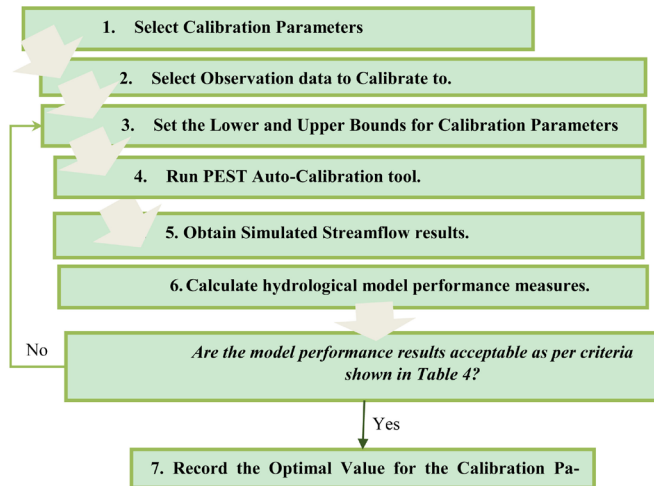 1. Select Calibration Parameters
2. Select Observation data to Calibrate to.
3. Set the Lower and Upper Bounds for Calibration Parameters
4. Run PEST Auto-Calibration tool.
5. Obtain Simulated Streamflow results.
6. Calculate hydrological model performance measures.
No
Are the model performance results acceptable as per criteria
shown in Table 4?
Yes
7. Record the Optimal Value for the Calibration Pa-